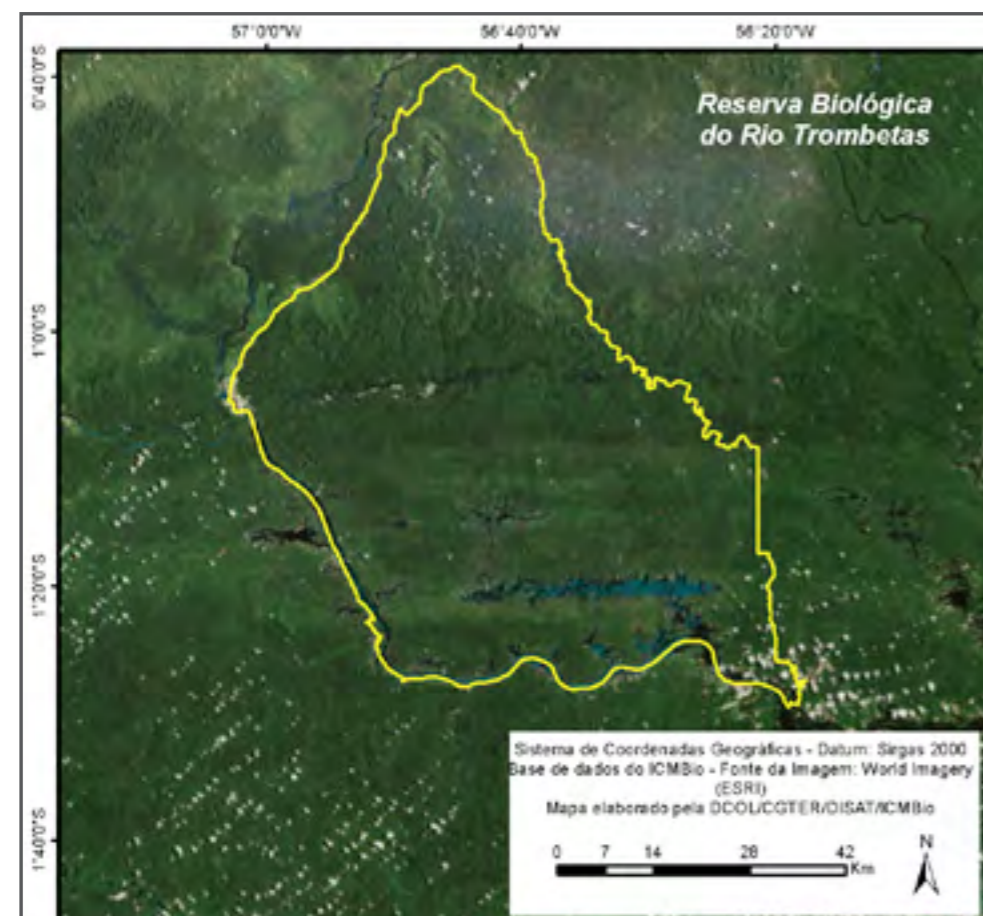 57°0'0"W 56°40'0"W 56°20'0"W
0°40'0"S
1°0'0"S
1°20'0"S
1°40'0"S
Reserva Biológica
do Rio Trombetas
Sistema de Coordenadas Geográficas - Datum: Sirgas 2000
Base de dados do ICMBio - Fonte da Imagem: World Imagery
(ESRI)
Mapa elaborado pela DCOL/CGTER/DISAT/ICMBio
0 7 14 28 42
Km
N